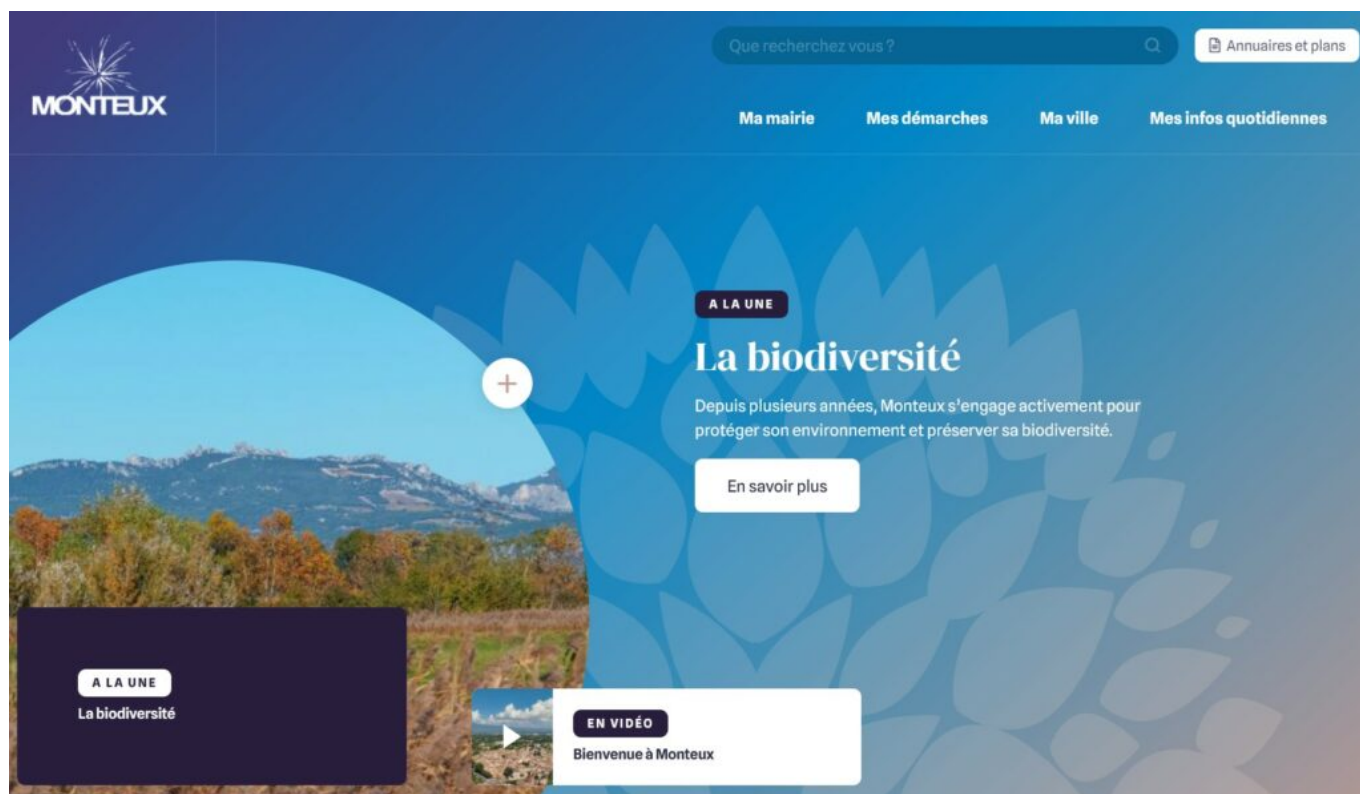 Que recherchez vous ?
Annuaires et plans
MONTEUX
Ma mairie
Mes démarches
Ma ville
Mes infos quotidiennes
A LA UNE
La biodiversité
Depuis plusieurs années, Monteux s'engage activement pour
protéger son environnement et préserver sa biodiversité.
En savoir plus
A LA UNE
La biodiversité
EN VIDÉO
Bienvenue à Monteux